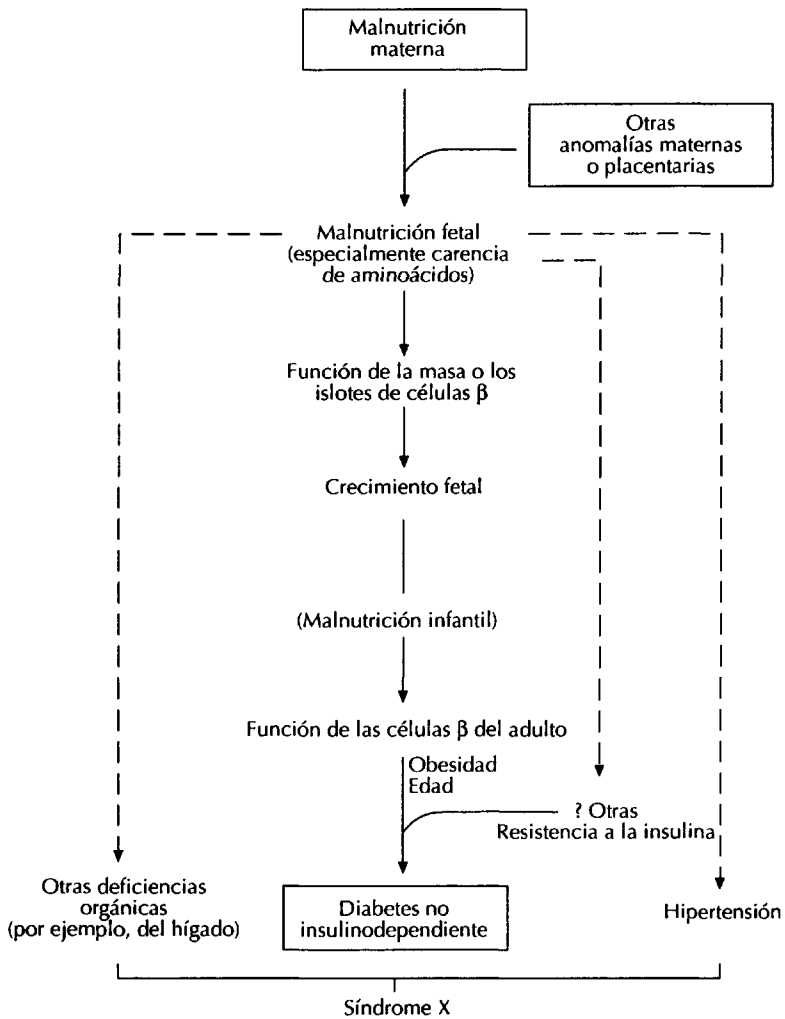 Malnutrición
materna
Otras
anomalías maternas
o placentarias
Malnutrición fetal
(especialmente carencia
de aminoácidos)
Función de la masa o los
islotes de células β
Crecimiento fetal
(Malnutrición infantil)
Función de las células β del adulto
Obesidad
Edad
? Otras
Resistencia a la insulina
Otras deficiencias
orgánicas
(por ejemplo, del hígado)
Diabetes no
insulinodependiente
Hipertensión
Síndrome X